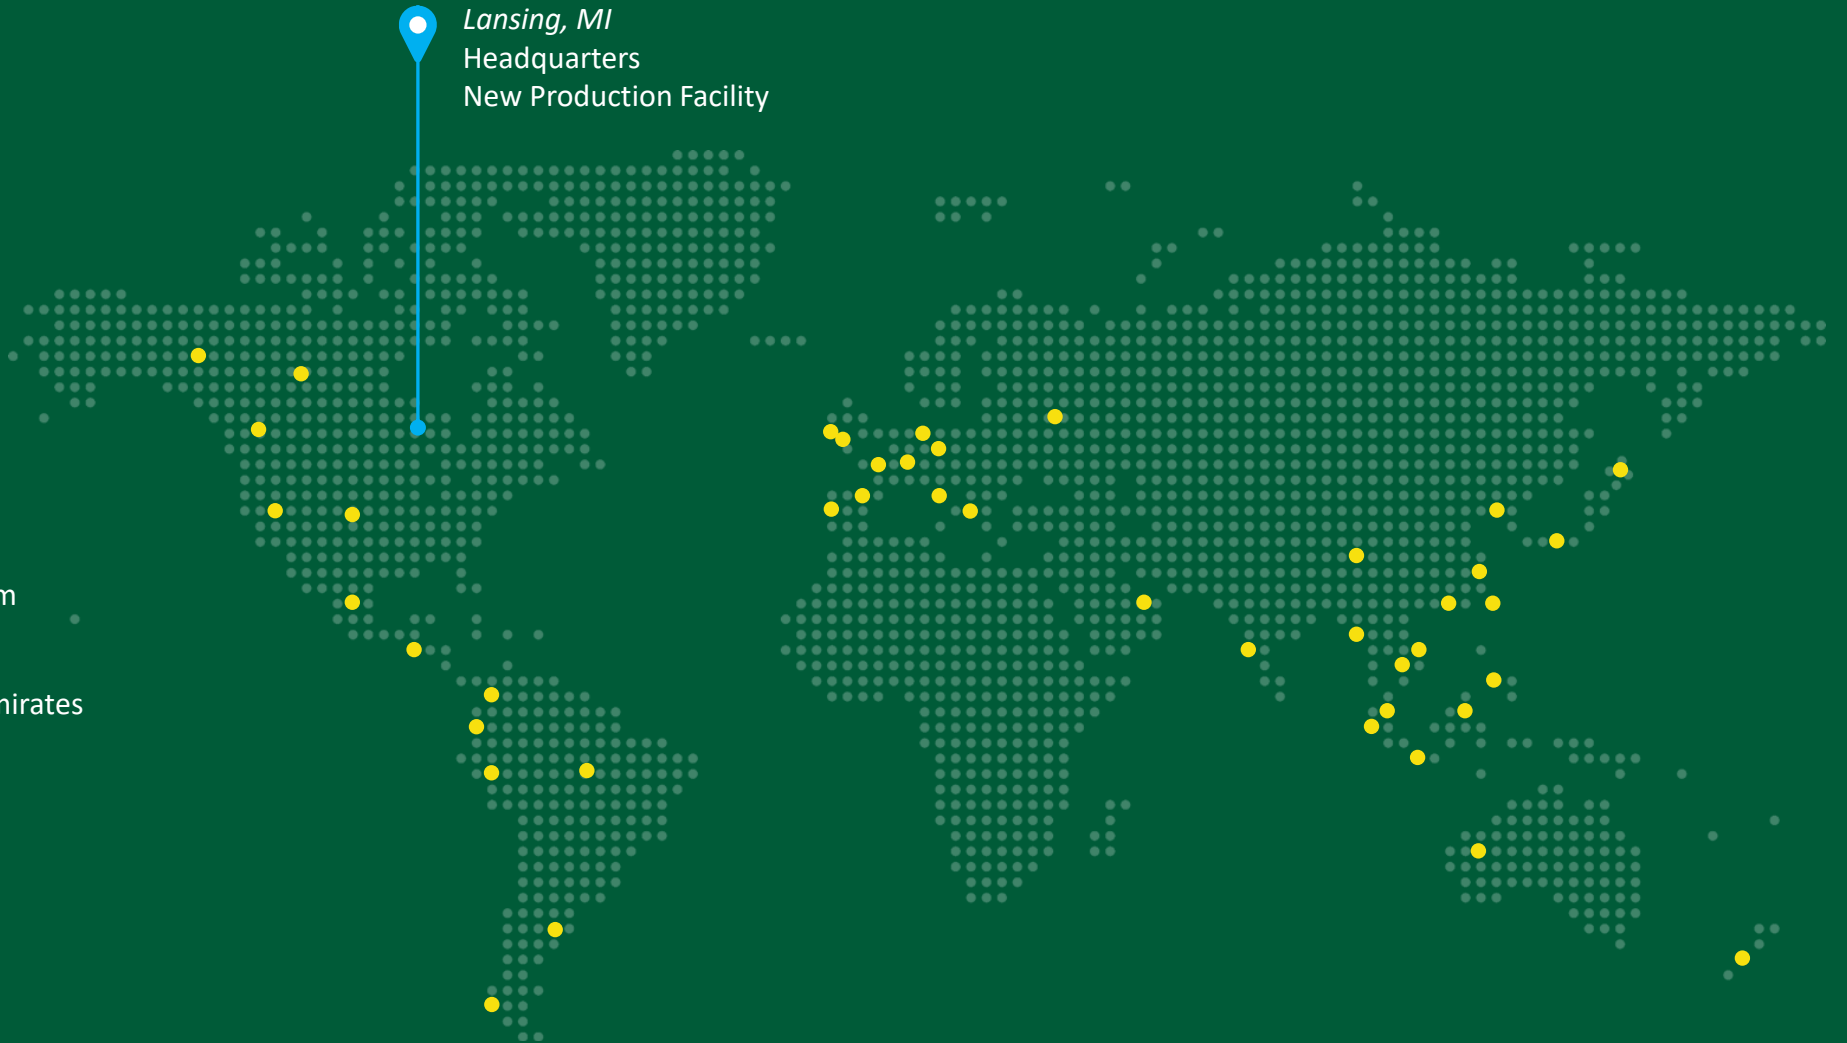 Lansing, MI
Headquarters
New Production Facility
m
nirates